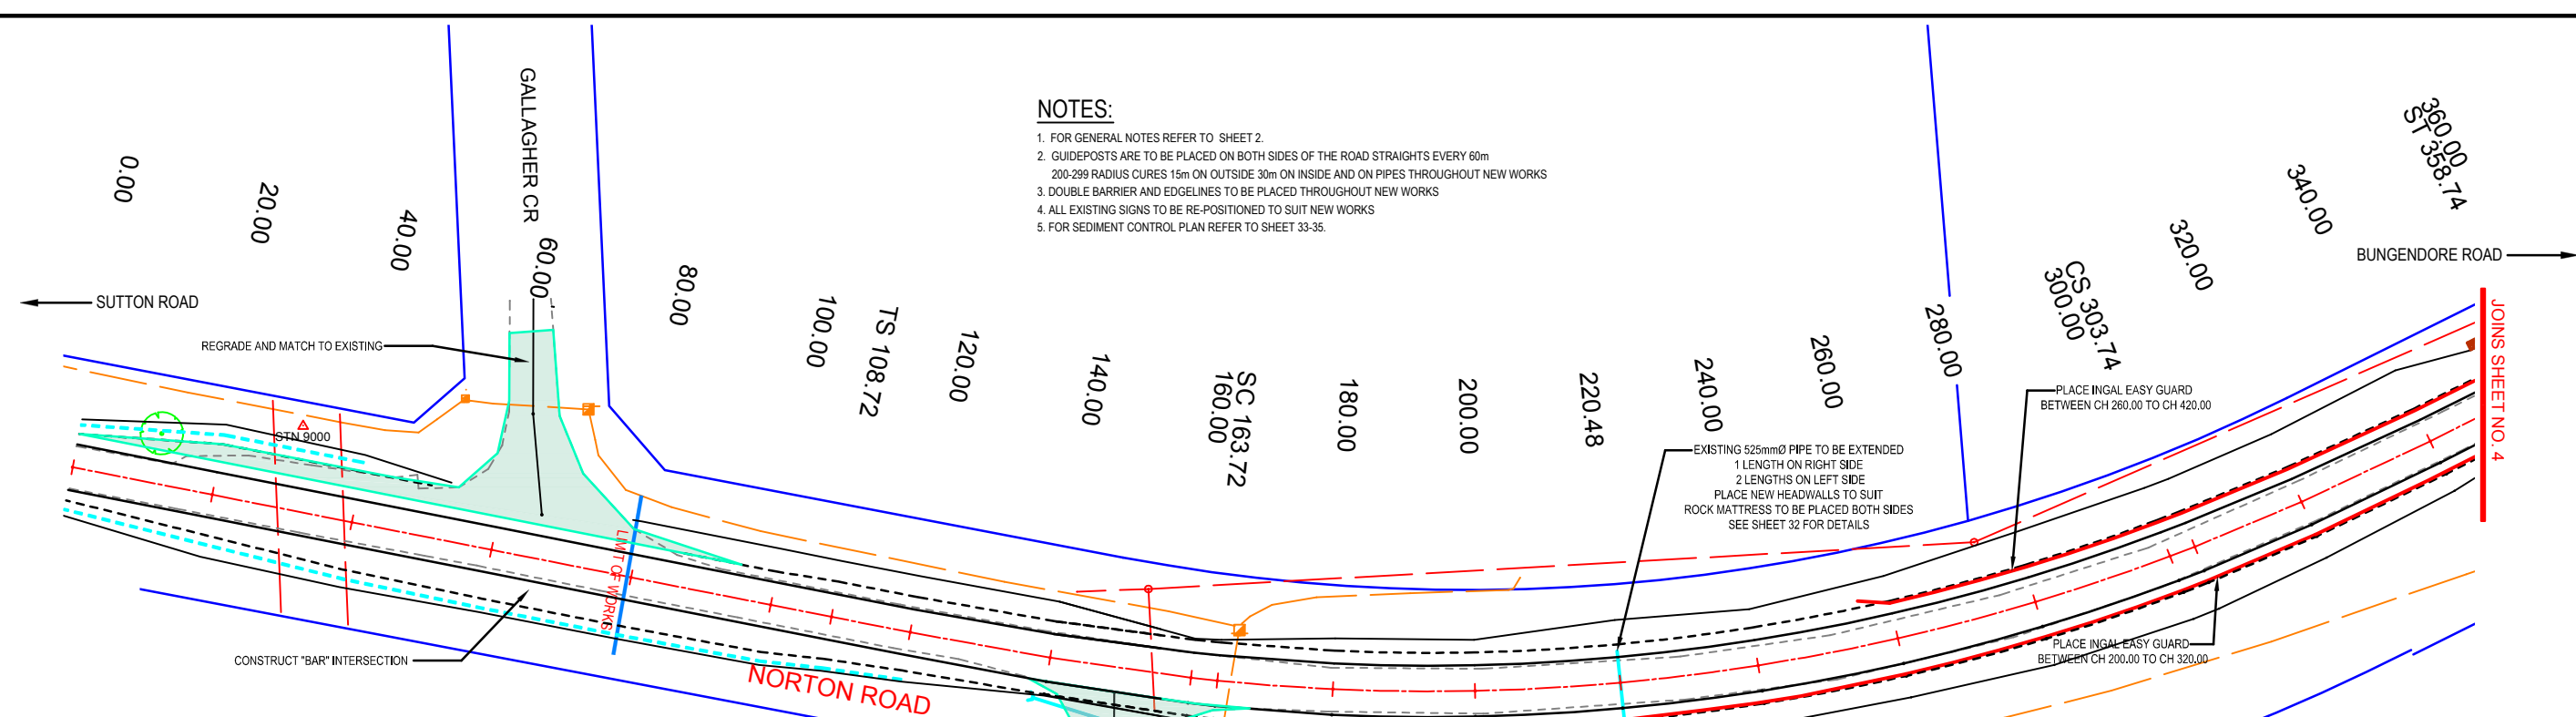 GALLAGHER CR
NOTES:
1. FOR GENERAL NOTES REFER TO SHEET 2.
2. GUIDEPOSTS ARE TO BE PLACED ON BOTH SIDES OF THE ROAD STRAIGHTS EVERY 60m
200-299 RADIUS CURES 15m ON OUTSIDE 30m ON INSIDE AND ON PIPES THROUGHOUT NEW WORKS
3. DOUBLE BARRIER AND EDGELINES TO BE PLACED THROUGHOUT NEW WORKS
4. ALL EXISTING SIGNS TO BE RE-POSITIONED TO SUIT NEW WORKS
5. FOR SEDIMENT CONTROL PLAN REFER TO SHEET 33-35.
0.00
20.00
40.00
60.00
80.00
100.00
TS 108.72
120.00
140.00
SC 163.72
160.00
180.00
200.00
220.48
240.00
260.00
280.00
CS 303.74
300.00
320.00
340.00
360.00
ST 358.74
SUTTON ROAD
BUNGENDORE ROAD
REGRADE AND MATCH TO EXISTING
STN 9000
LIMIT OF WORKS
CONSTRUCT "BAR" INTERSECTION
NORTON ROAD
EXISTING 525mmØ PIPE TO BE EXTENDED
1 LENGTH ON RIGHT SIDE
2 LENGTHS ON LEFT SIDE
PLACE NEW HEADWALLS TO SUIT
ROCK MATTRESS TO BE PLACED BOTH SIDES
SEE SHEET 32 FOR DETAILS
PLACE INGAL EASY GUARD
BETWEEN CH 260.00 TO CH 420.00
PLACE INGAL EASY GUARD
BETWEEN CH 200.00 TO CH 320.00
JOINS SHEET NO. 4